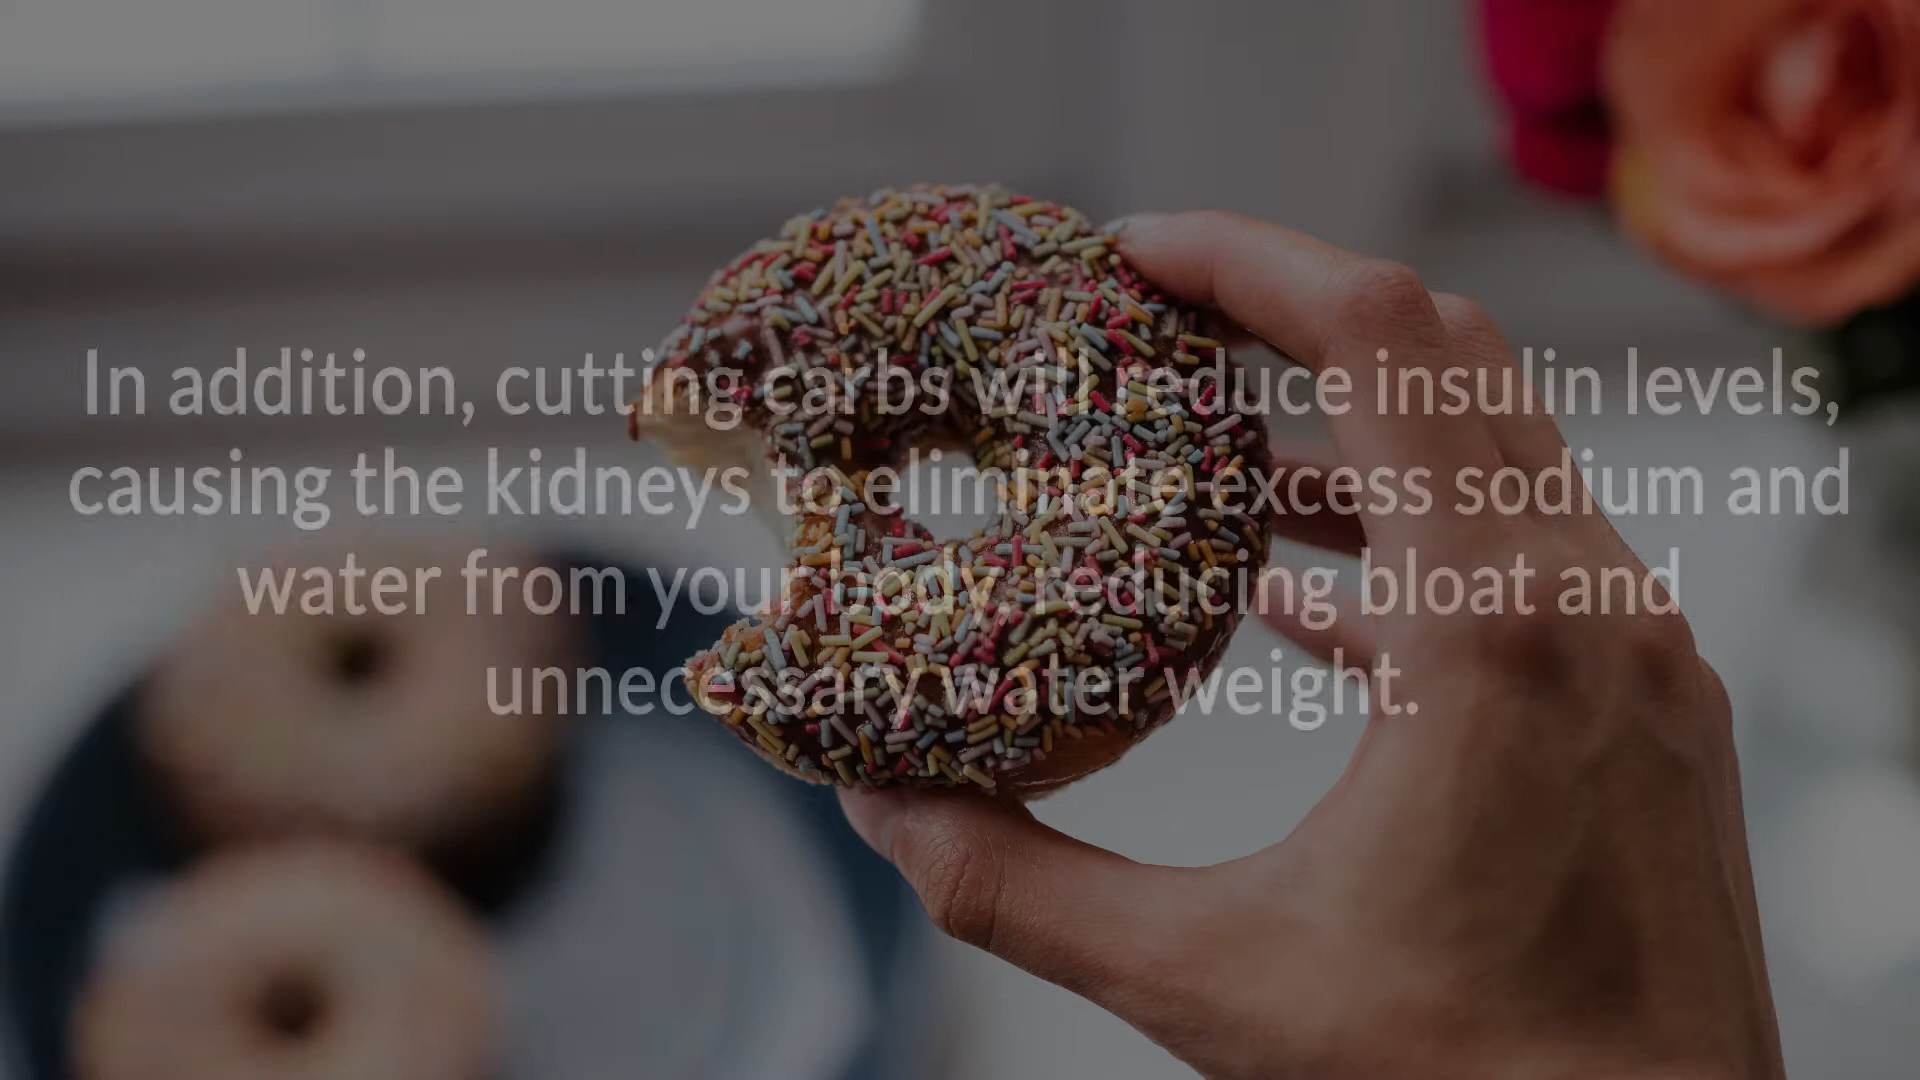 In addition, cutting carbs will reduce insulin levels,
causing the kidneys to eliminate excess sodium and
water from your body, reducing bloat and
unnecessary water weight.